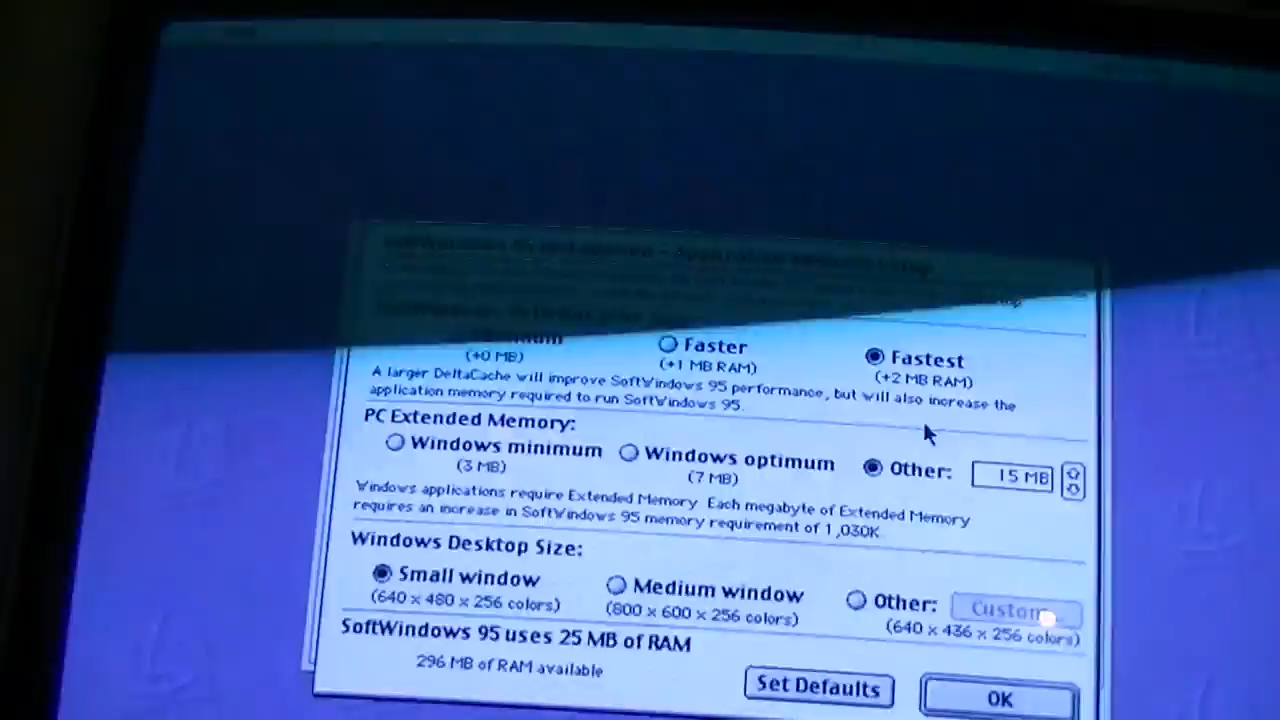 Faster
Fastest
(+0 MB)
(+1 MB RAM)
(+2 MB RAM)
A larger DeltaCache will improve SoftWindows 95 performance, but will also increase the
application memory required to run SoftWindows 95.
PC Extended Memory:
Windows minimum
Windows optimum
Other:
15 MB
(3 MB)
(7 MB)
Windows applications require Extended Memory. Each megabyte of Extended Memory
requires an increase in SoftWindows 95 memory requirement of 1,030K
Windows Desktop Size:
Small window
Medium window
Other:
Custom
(640 x 480 x 256 colors)
(800 x 600 x 256 colors)
(640 x 436 x 256 colors)
SoftWindows 95 uses 25 MB of RAM
296 MB of RAM available
Set Defaults
OK